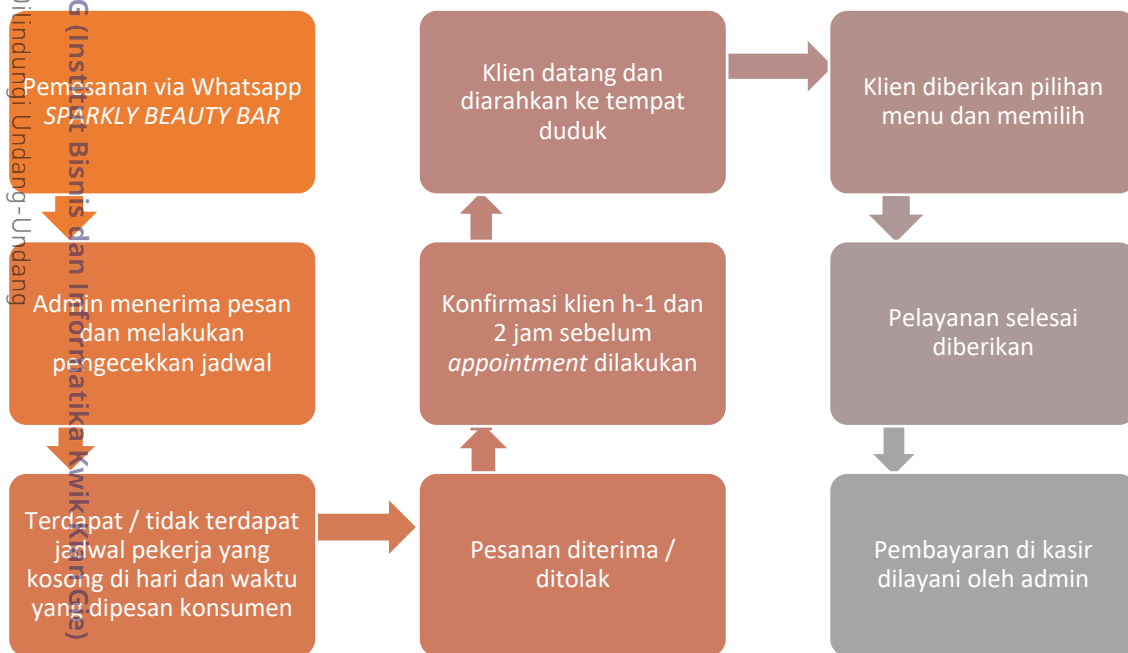 Pemesanan via Whatsapp
SPARKLY BEAUTY BAR
Admin menerima pesan
dan melakukan
pengecekkan jadwal
Terdapat / tidak terdapat
jadwal pekerja yang
kosong di hari dan waktu
yang dipesan konsumen
Pesanan diterima /
ditolak
Konfirmasi klien h-1 dan
2 jam sebelum
appointment dilakukan
Klien datang dan
diarahkan ke tempat
duduk
Klien diberikan pilihan
menu dan memilih
Pelayanan selesai
diberikan
Pembayaran di kasir
dilayani oleh admin
G (Institut Bisnis dan Informatika Kwik Kian Gie)
Dilindungi Undang-Undang